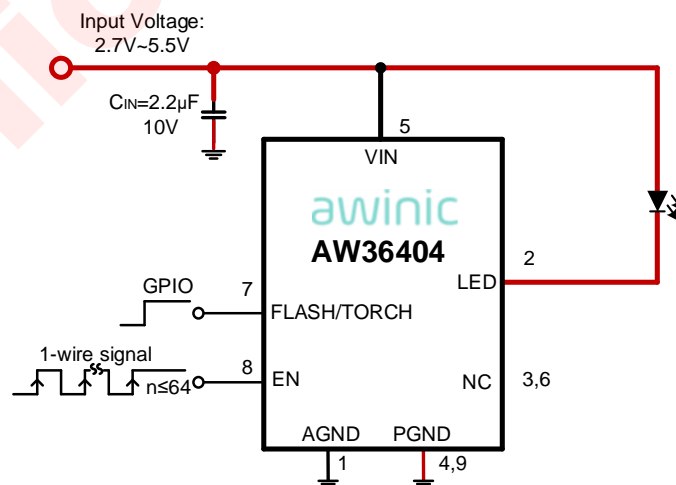 Input Voltage:
2.7V~5.5V
CIN=2.2μF
10V
5
VIN
awinic
AW36404
2
LED
GPIO
7
FLASH/TORCH
1-wire signal
n≤64
8
EN
NC
3,6
AGND
PGND
1
4,9